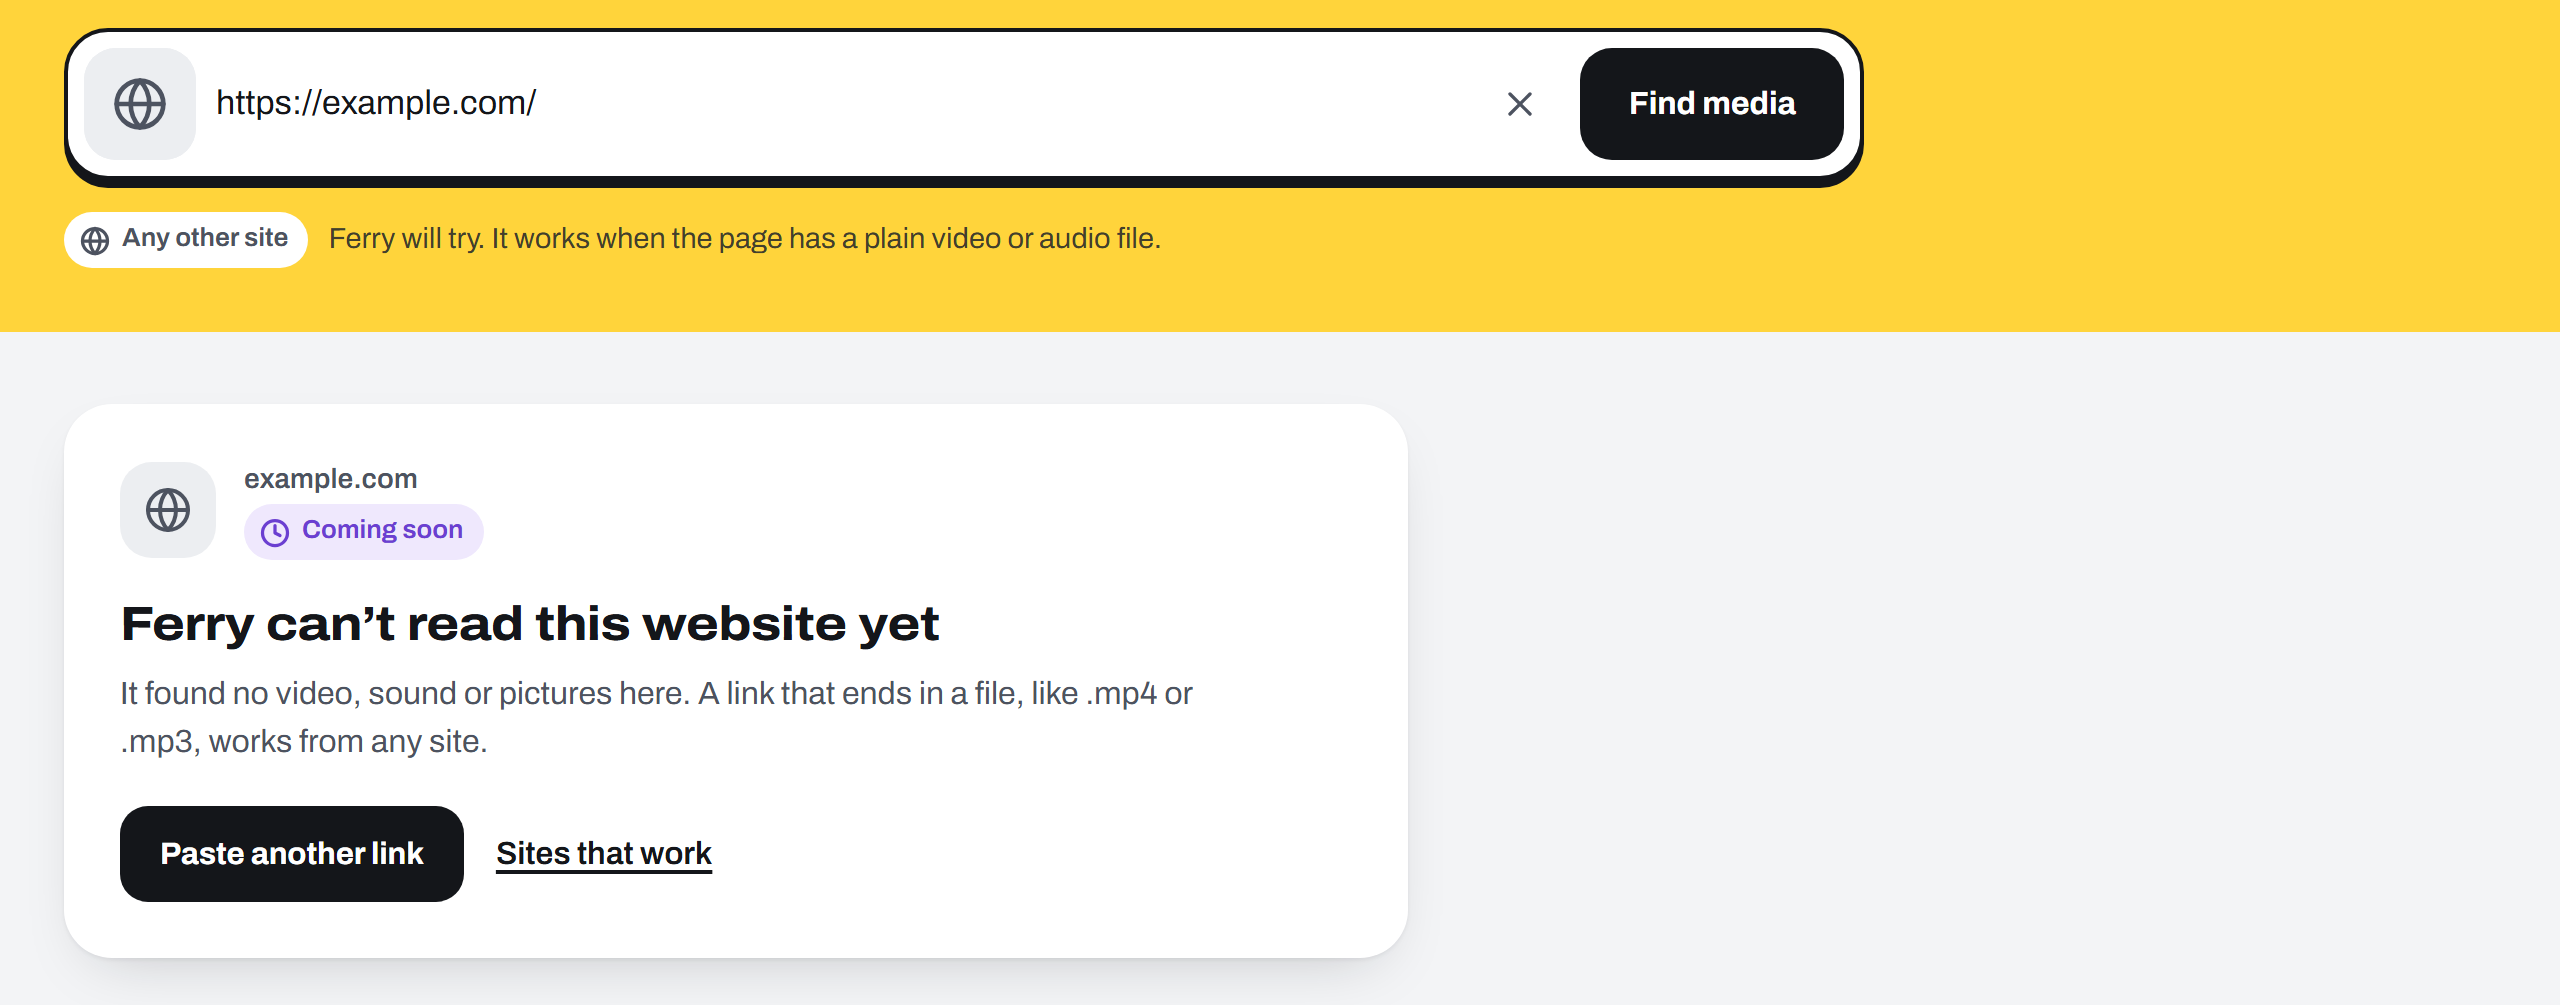 https://example.com/
Find media
Any other site
Ferry will try. It works when the page has a plain video or audio file.
example.com
Coming soon
Ferry can’t read this website yet
It found no video, sound or pictures here. A link that ends in a file, like .mp4 or
.mp3, works from any site.
Paste another link
Sites that work